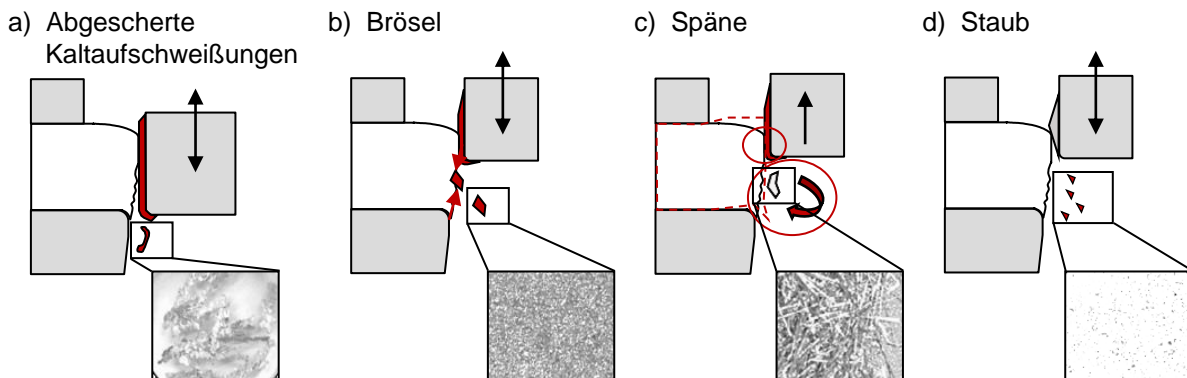 a) Abgescherte
Kaltaufschweißungen
b) Brösel
c) Späne
d) Staub